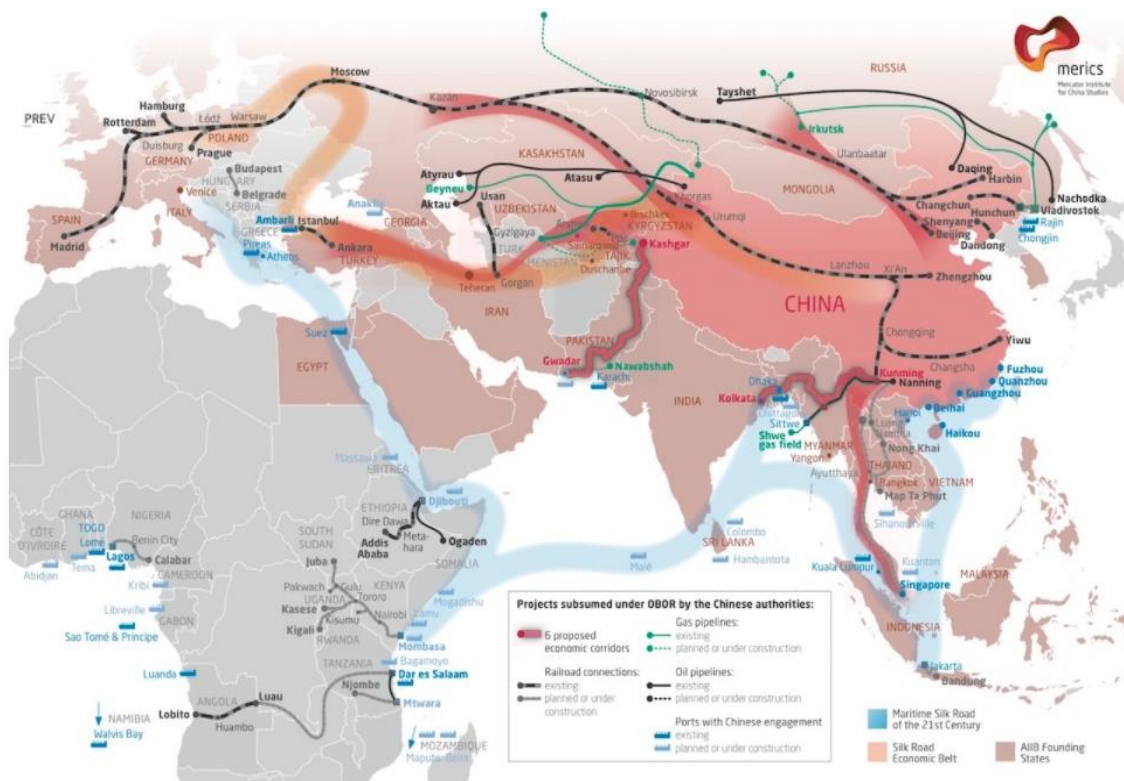 merics
Mercator Institute
for China Studies
PREV
RUSSIA
Moscow
Kazan
Novosibirsk
Tayshet
Irkutsk
Ulanbaatar
Hamburg
Rotterdam
Łódź
Warsaw
Duisburg
POLAND
Prague
GERMANY
Budapest
HUNGARY
Belgrade
SERBIA
Venice
ITALY
SPAIN
Madrid
GREECE
Pireas
Athens
Ambarli
Istanbul
Ankara
TURKEY
Anaklia
GEORGIA
KASAKHSTAN
Atyrau
Beyneu
Aktau
Usan
Atasu
Khorgas
UZBEKISTAN
Gyzlgaya
TURK
MENISTAN
Bischkek
KYRGYZSTAN
TAJIK
Duschanbe
Kashgar
Urumqi
MONGOLIA
Daqing
Harbin
Changchun
Hunchun
Shenyang
Beijing
Dandong
Nachodka
Vladivostok
Rajin
Chongjin
Teheran
Gorgan
IRAN
Lanzhou
Xi'An
Zhengzhou
CHINA
Chongqing
Yiwu
Changsha
Fuzhou
Quanzhou
Guangzhou
Kunming
Nanning
Beihai
Haikou
Hanoi
PAKISTAN
Gwadar
Nawabshah
Karachi
INDIA
Kolkata
Dhaka
Chittagong
Sittwe
Shwe
gas field
MYANMAR
Yangon
Nong Khai
Ayutthaya
THAILAND
Bangkok
VIETNAM
Map Ta Phut
Sihanoukville
Suez
EGYPT
Massawa
ERITREA
Djibouti
ETHIOPIA
Dire Dawa
Addis
Ababa
Meta-
hara
Ogaden
SOMALIA
SOUTH
SUDAN
Juba
Pakwach
Gulu
UGANDA
Tororo
KENYA
Kasese
Kisumu
Nairobi
Lamu
Mogadishu
Kigali
RWANDA
Mombasa
Bagamoyo
TANZANIA
Dar es Salaam
Njombe
Mtwara
MOZAMBIQUE
Maputo
Beira
CÔTE
D'IVOIRE
GHANA
TOGO
Lomé
NIGERIA
Benin City
Lagos
Calabar
Abidjan
Tema
CAMEROON
Kribi
Libreville
GABON
Sao Tomé & Principe
Luanda
ANGOLA
Luau
Lobito
Huambo
NAMIBIA
Walvis Bay
Colombo
SRI LANKA
Hambantota
Malé
Kuala Lumpur
Kuantan
MALAYSIA
Singapore
INDONESIA
Jakarta
Bandung
Projects subsumed under OBOR by the Chinese authorities:
6 proposed
economic corridors
Gas pipelines:
existing
planned or under construction
Railroad connections:
existing
planned or under
construction
Oil pipelines:
existing
planned or under construction
Ports with Chinese engagement
existing
planned or under construction
Maritime Silk Road
of the 21st Century
Silk Road
Economic Belt
AIIB Founding
States